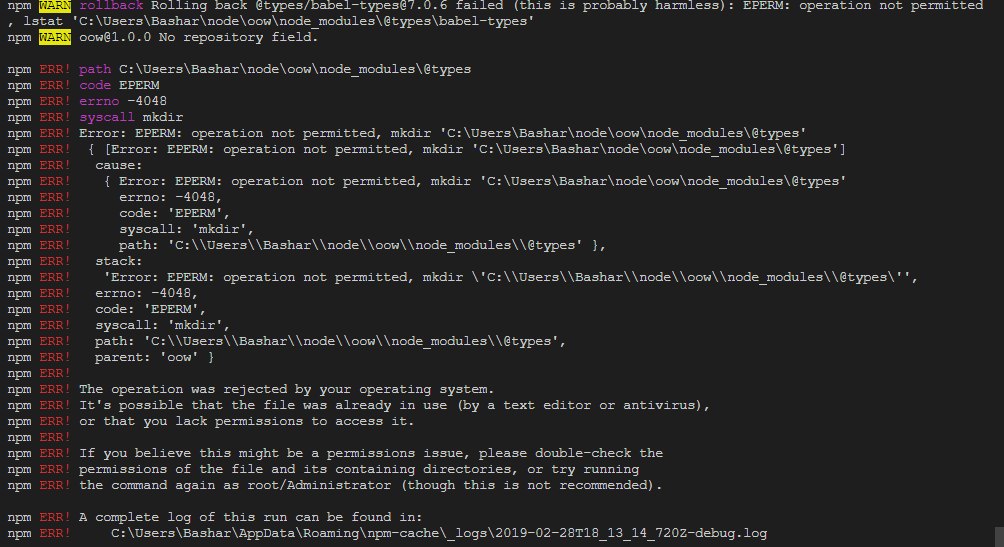 npm WARN rollback Rolling back @types/babel-types@7.0.6 failed (this is probably harmless): EPERM: operation not permitted
, lstat 'C:\Users\Bashar\node\oow\node_modules\@types\babel-types'
npm WARN oow@1.0.0 No repository field.
npm ERR! path C:\Users\Bashar\node\oow\node_modules\@types
npm ERR! code EPERM
npm ERR! errno -4048
npm ERR! syscall mkdir
npm ERR! Error: EPERM: operation not permitted, mkdir 'C:\Users\Bashar\node\oow\node_modules\@types'
npm ERR!  { [Error: EPERM: operation not permitted, mkdir 'C:\Users\Bashar\node\oow\node_modules\@types']
npm ERR!   cause:
npm ERR!    { Error: EPERM: operation not permitted, mkdir 'C:\Users\Bashar\node\oow\node_modules\@types'
npm ERR!      errno: -4048,
npm ERR!      code: 'EPERM',
npm ERR!      syscall: 'mkdir',
npm ERR!      path: 'C:\\Users\\Bashar\\node\\oow\\node_modules\\@types' },
npm ERR!   stack:
npm ERR!    'Error: EPERM: operation not permitted, mkdir \'C:\\Users\\Bashar\\node\\oow\\node_modules\\@types\'',
npm ERR!   errno: -4048,
npm ERR!   code: 'EPERM',
npm ERR!   syscall: 'mkdir',
npm ERR!   path: 'C:\\Users\\Bashar\\node\\oow\\node_modules\\@types',
npm ERR!   parent: 'oow' }
npm ERR!
npm ERR! The operation was rejected by your operating system.
npm ERR! It's possible that the file was already in use (by a text editor or antivirus),
npm ERR! or that you lack permissions to access it.
npm ERR!
npm ERR! If you believe this might be a permissions issue, please double-check the
npm ERR! permissions of the file and its containing directories, or try running
npm ERR! the command again as root/Administrator (though this is not recommended).
npm ERR! A complete log of this run can be found in:
npm ERR!     C:\Users\Bashar\AppData\Roaming\npm-cache\_logs\2019-02-28T18_13_14_720Z-debug.log